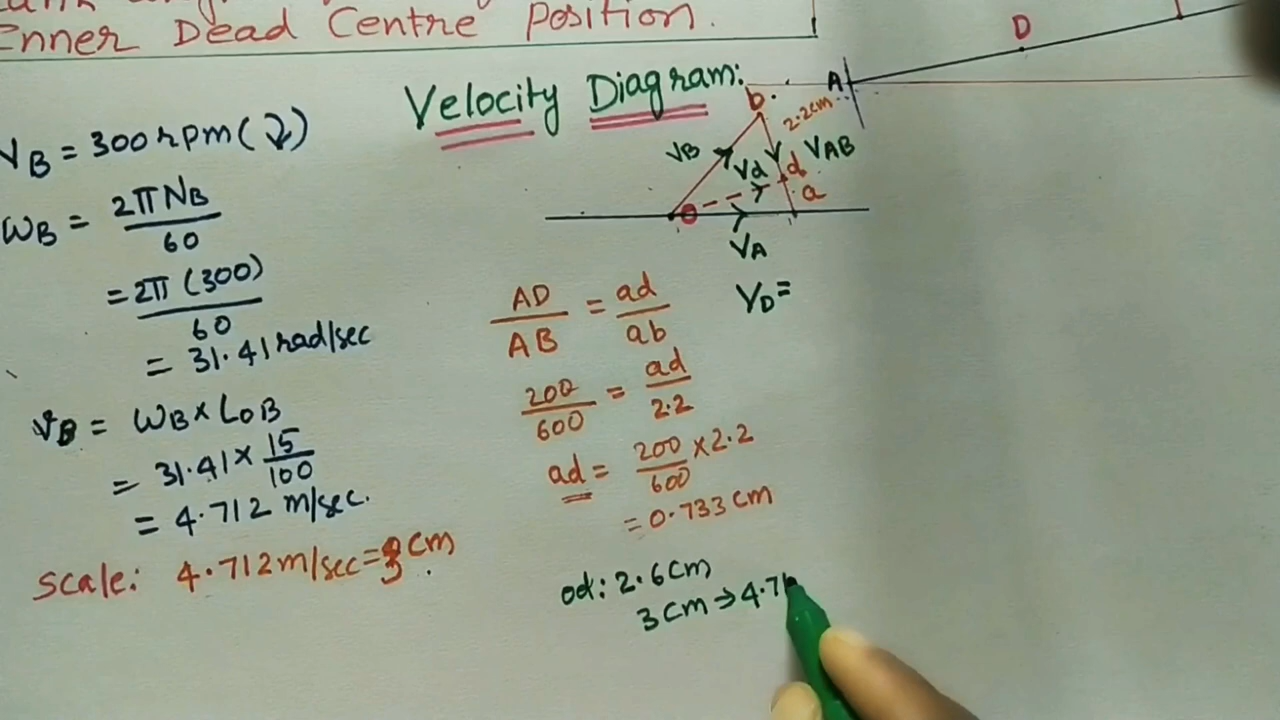 Enner Dead Centre Position.
Velocity Diagram:
VB = 300 rpm (↓)
ωB = 2πNB / 60
= 2π (300) / 60
= 31.41 rad/sec
VB = ωB × LOB
= 31.41 × 15 / 100
= 4.712 m/sec.
Scale: 4.712 m/sec = 3 cm
D
A
b
2.2cm
VB
Vd
d
VAB
a
o
VA
AD / AB = ad / ab
VD =
200 / 600 = ad / 2.2
ad = 200 / 600 × 2.2
= 0.733 cm
od: 2.6 cm
3 cm → 4.71